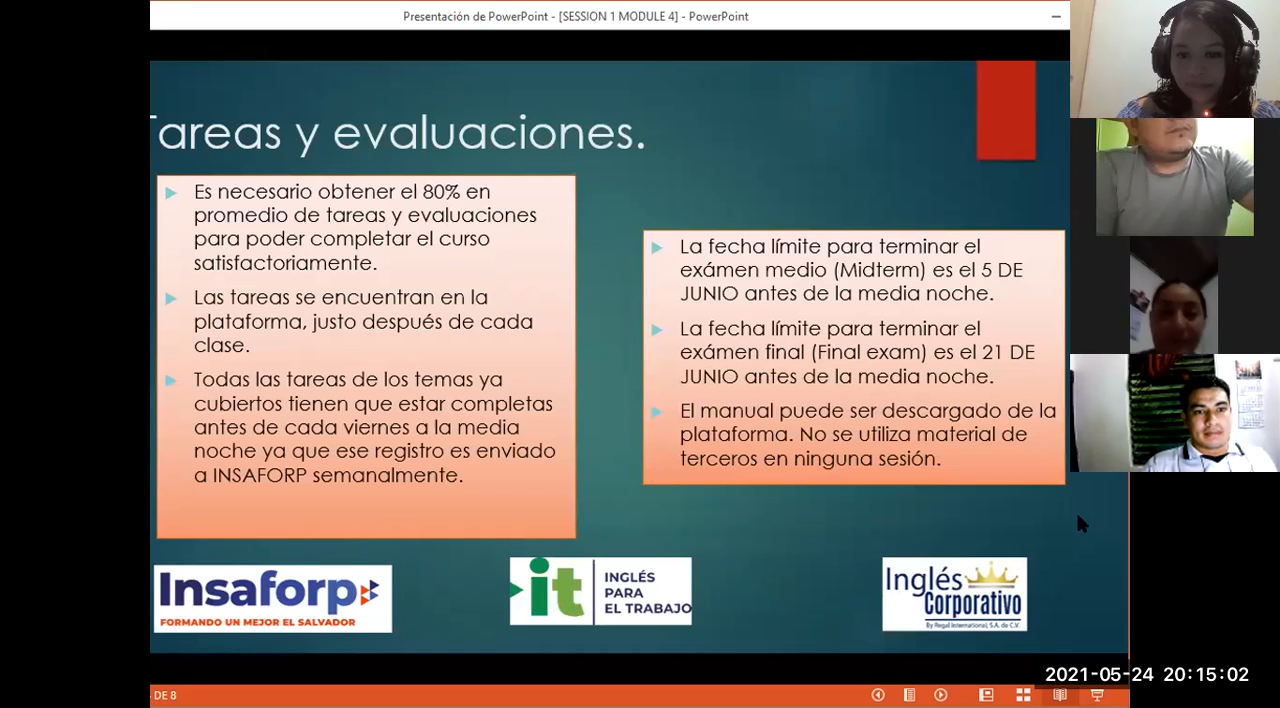 Presentación de PowerPoint - [SESSION 1 MODULE 4] - PowerPoint
Tareas y evaluaciones.
Es necesario obtener el 80% en
promedio de tareas y evaluaciones
para poder completar el curso
satisfactoriamente.
Las tareas se encuentran en la
plataforma, justo después de cada
clase.
Todas las tareas de los temas ya
cubiertos tienen que estar completas
antes de cada viernes a la media
noche ya que ese registro es enviado
a INSAFORP semanalmente.
La fecha límite para terminar el
exámen medio (Midterm) es el 5 DE
JUNIO antes de la media noche.
La fecha límite para terminar el
exámen final (Final exam) es el 21 DE
JUNIO antes de la media noche.
El manual puede ser descargado de la
plataforma. No se utiliza material de
terceros en ninguna sesión.
Insaforp
FORMANDO UN MEJOR EL SALVADOR
it
INGLÉS
PARA
EL TRABAJO
Inglés
Corporativo
By Regal International, S.A. de C.V.
2021-05-24 20:15:02
DE 8